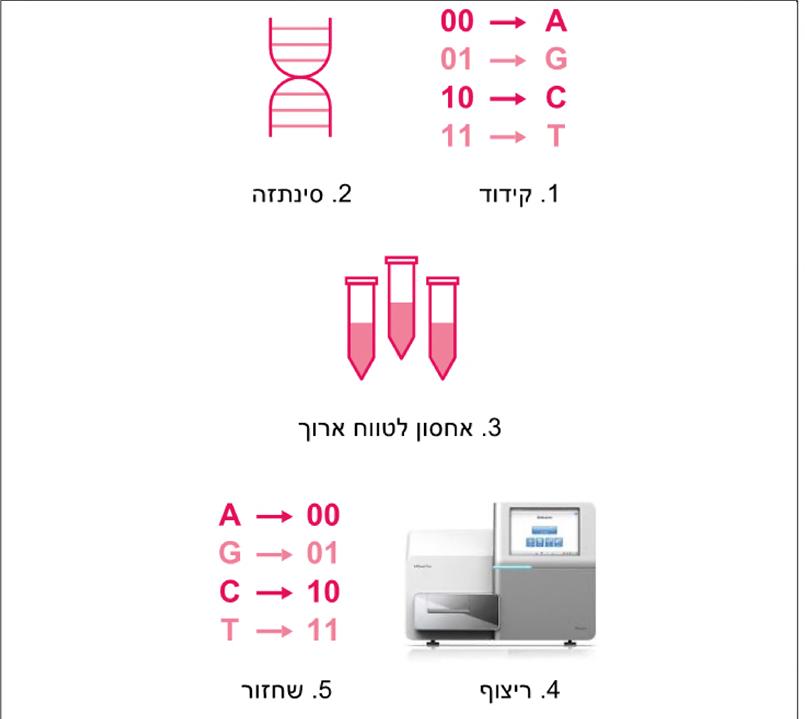 00 → A
01 → G
10 → C
11 → T
1. קידוד
2. סינתזה
3. אחסון לטווח ארוך
4. ריצוף
A → 00
G → 01
C → 10
T → 11
5. שחזור